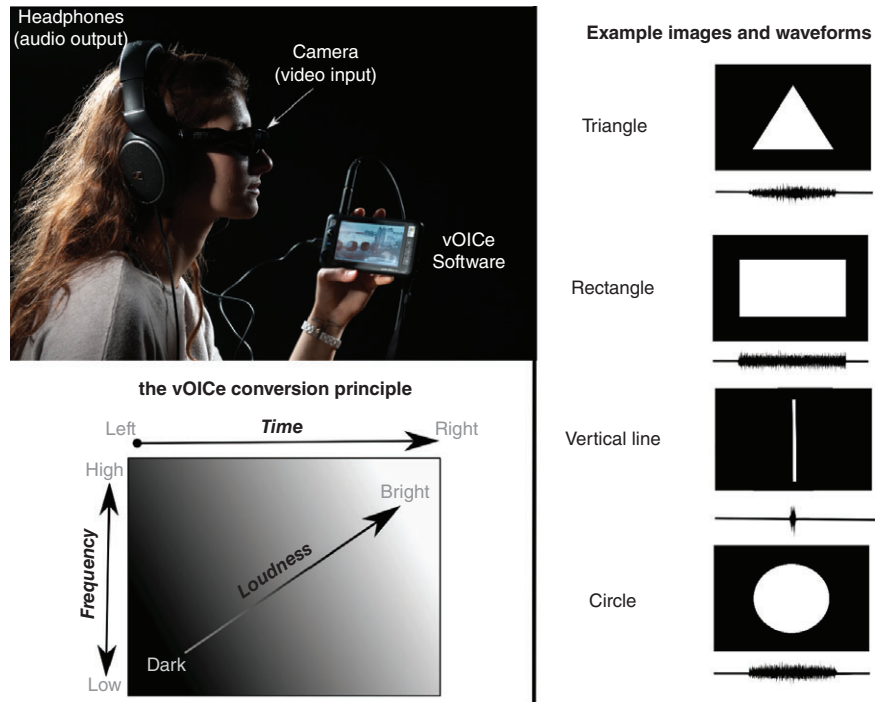 Headphones
(audio output)
Camera
(video input)
vOICe
Software
the vOICe conversion principle
Left
Time
Right
High
Frequency
Low
Bright
Loudness
Dark
Example images and waveforms
Triangle
Rectangle
Vertical line
Circle